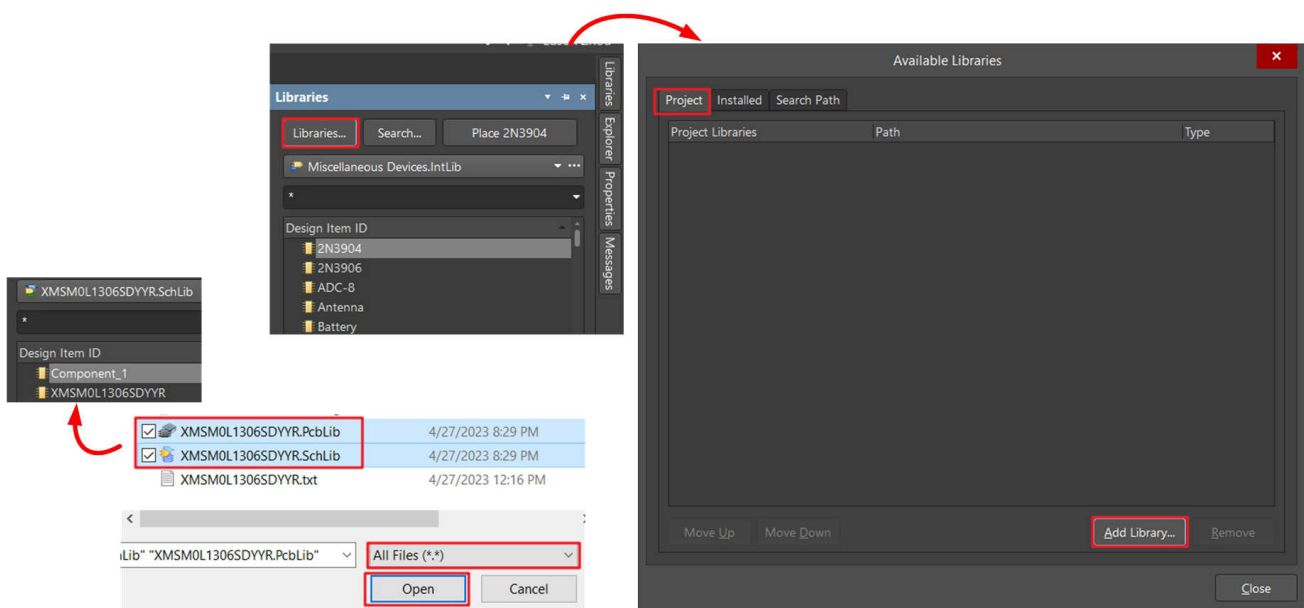 Libraries
Libraries... Search... Place 2N3904
Miscellaneous Devices.IntLib
*
Design Item ID
2N3904
2N3906
ADC-8
Antenna
Battery
Libraries
Explorer
Properties
Messages
Available Libraries
Project Installed Search Path
Project Libraries Path Type
Move Up Move Down Add Library... Remove
Close
XMSM0L1306SDYYR.SchLib
*
Design Item ID
Component_1
XMSM0L1306SDYYR
XMSM0L1306SDYYR.PcbLib 4/27/2023 8:29 PM
XMSM0L1306SDYYR.SchLib 4/27/2023 8:29 PM
XMSM0L1306SDYYR.txt 4/27/2023 12:16 PM
Lib" "XMSM0L1306SDYYR.PcbLib" All Files (*.*)
Open Cancel